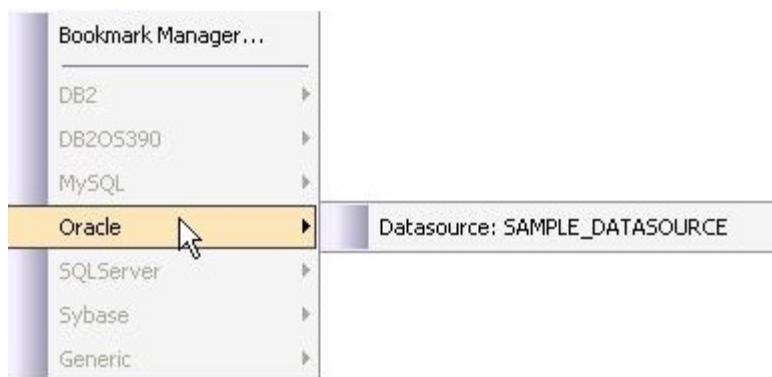 Bookmark Manager...
DB2
DB2OS390
MySQL
Oracle
Datasource: SAMPLE_DATASOURCE
SQLServer
Sybase
Generic